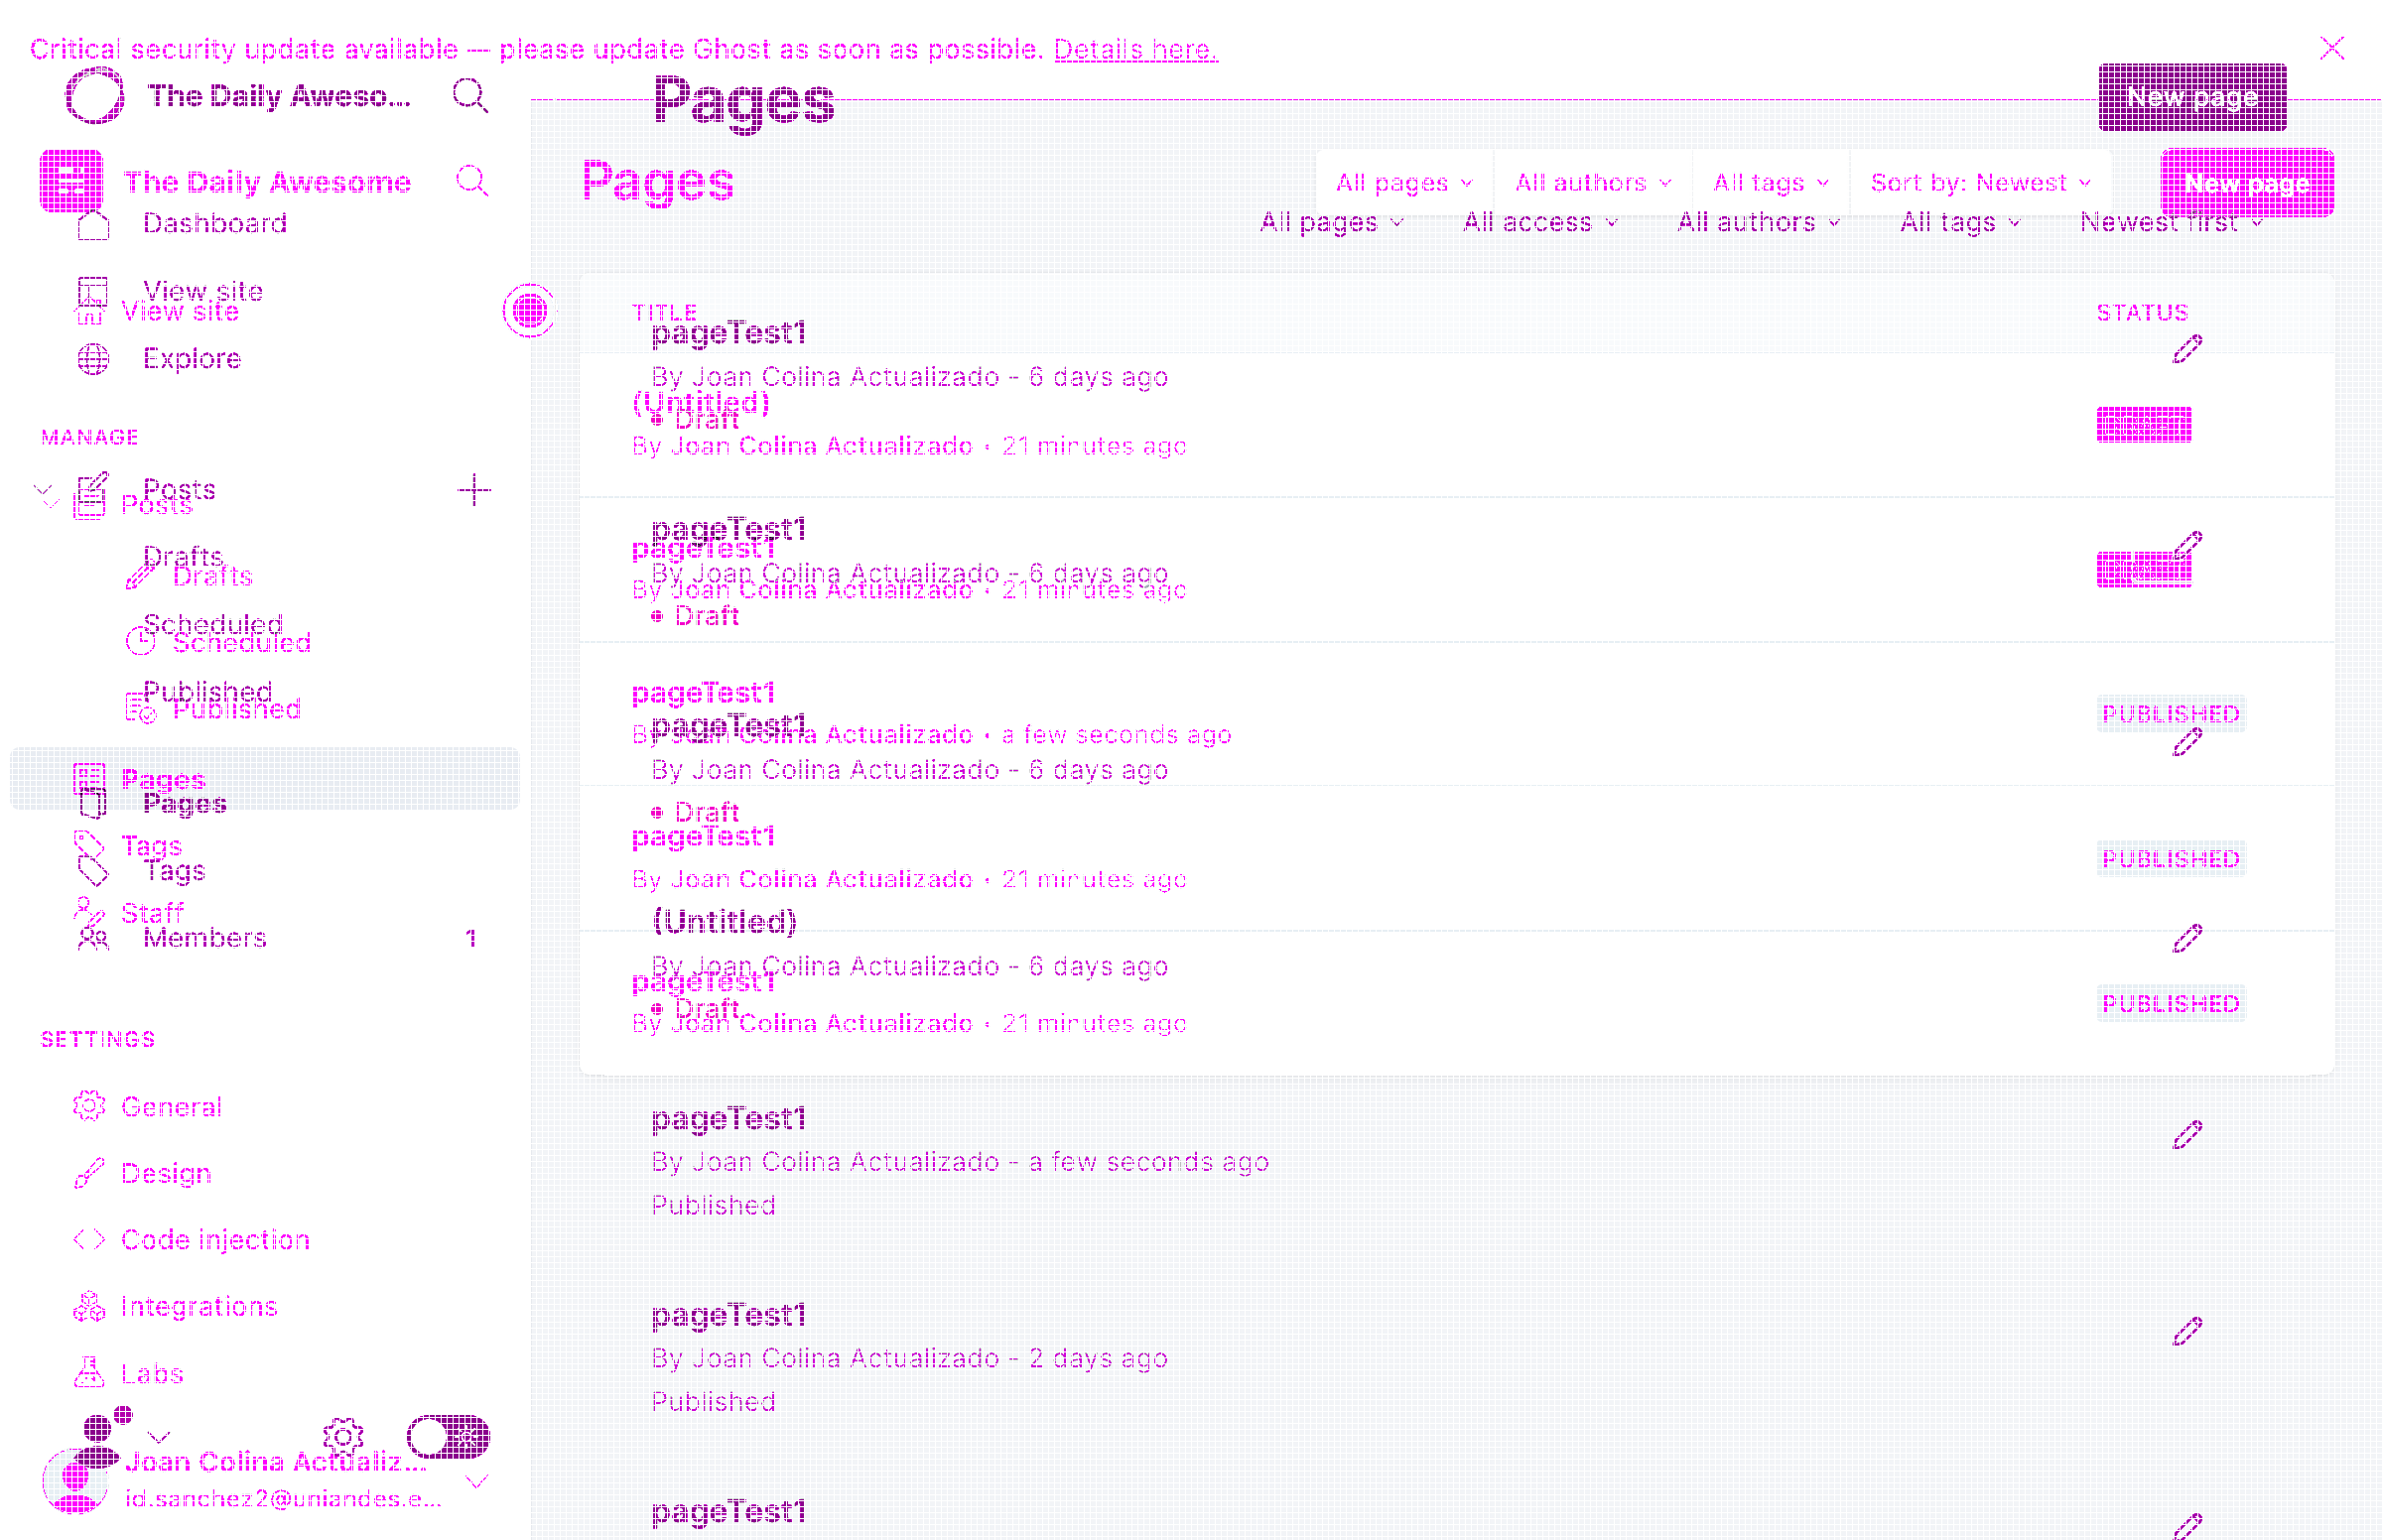 Critical security update available — please update Ghost as soon as possible. Details here.
The Daily Aweso...
Pages
New page
The Daily Awesome
Pages
All pages
All authors
All tags
Sort by: Newest
New page
Dashboard
All pages
All access
All authors
All tags
Newest first
View site
View site
TITLE
STATUS
pageTest1
Explore
By Joan Colina Actualizado - 6 days ago
(Untitled)
Draft
MANAGE
By Joan Colina Actualizado • 21 minutes ago
Posts
Posts
pageTest1
pageTest1
Drafts
Drafts
By Joan Colina Actualizado - 6 days ago
By Joan Colina Actualizado • 21 minutes ago
Draft
Scheduled
Scheduled
Published
Published
pageTest1
PUBLISHED
pageTest1
By Joan Colina Actualizado • a few seconds ago
Pages
By Joan Colina Actualizado - 6 days ago
Pages
Draft
pageTest1
Tags
Tags
PUBLISHED
By Joan Colina Actualizado • 21 minutes ago
Staff
(Untitled)
Members
1
By Joan Colina Actualizado - 6 days ago
pageTest1
PUBLISHED
Draft
By Joan Colina Actualizado • 21 minutes ago
SETTINGS
General
pageTest1
By Joan Colina Actualizado - a few seconds ago
Design
Published
Code injection
Integrations
pageTest1
By Joan Colina Actualizado - 2 days ago
Labs
Published
Joan Colina Actualiz...
id.sanchez2@uniandes.e...
pageTest1